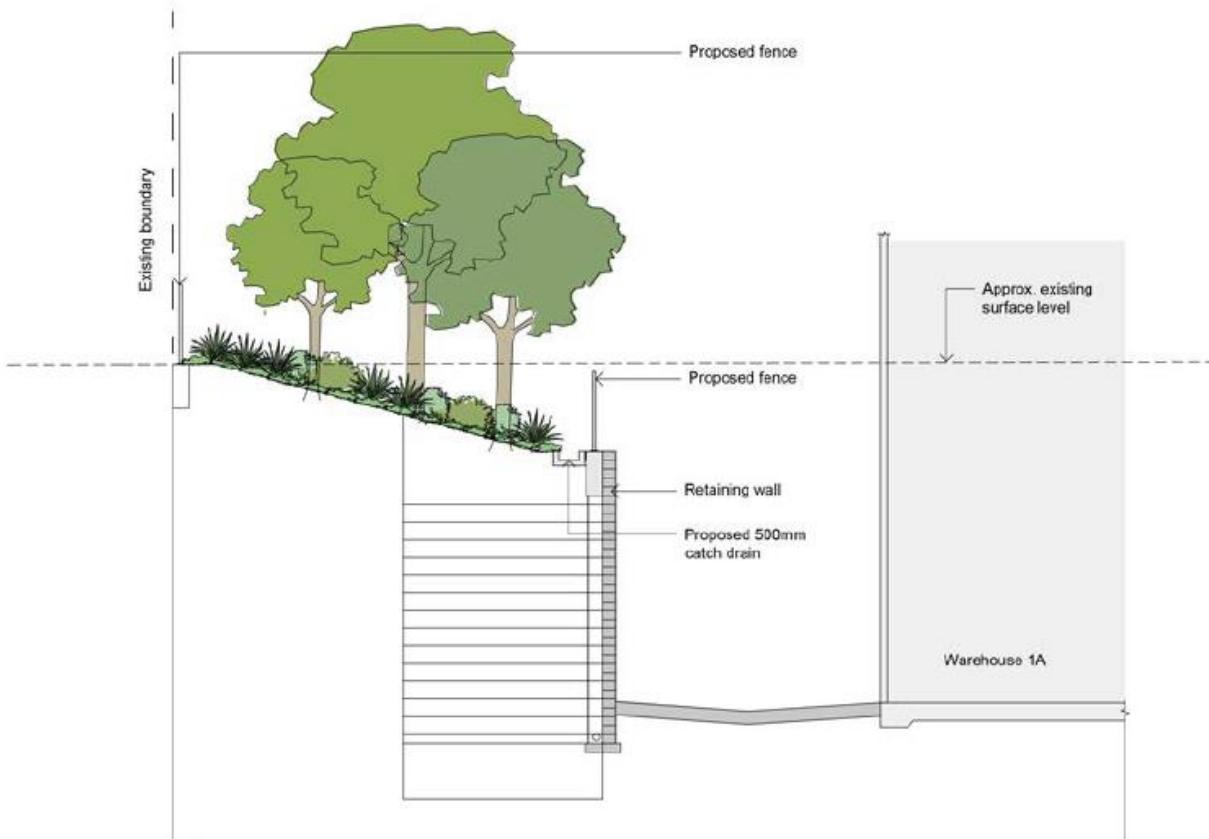 Proposed fence
Existing boundary
Approx. existing
surface level
Proposed fence
Retaining wall
Proposed 500mm
catch drain
Warehouse 1A